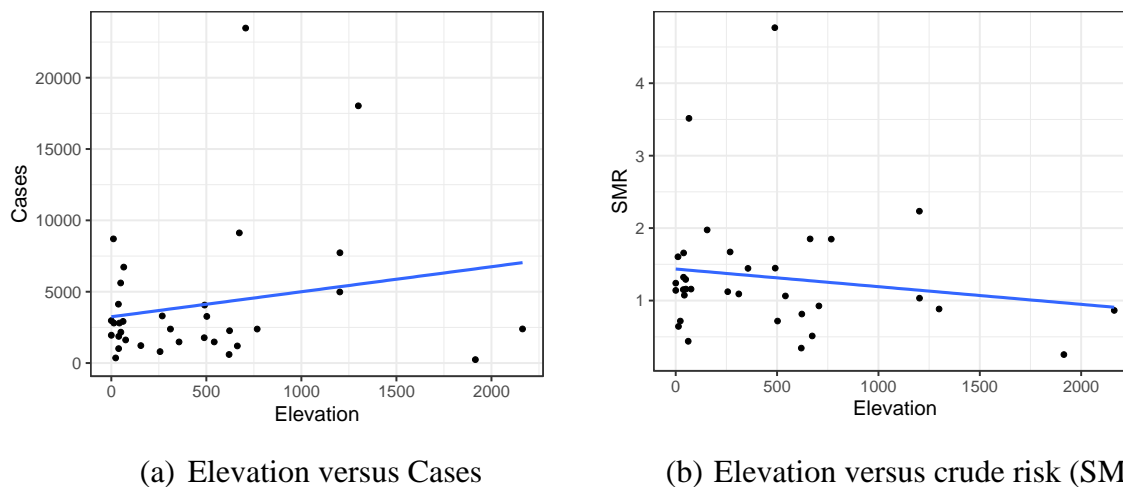 20000
15000
10000
5000
0
Cases
0 500 1000 1500 2000
Elevation
(a) Elevation versus Cases
4
3
2
1
SMR
0 500 1000 1500 2000
Elevation
(b) Elevation versus crude risk (SM